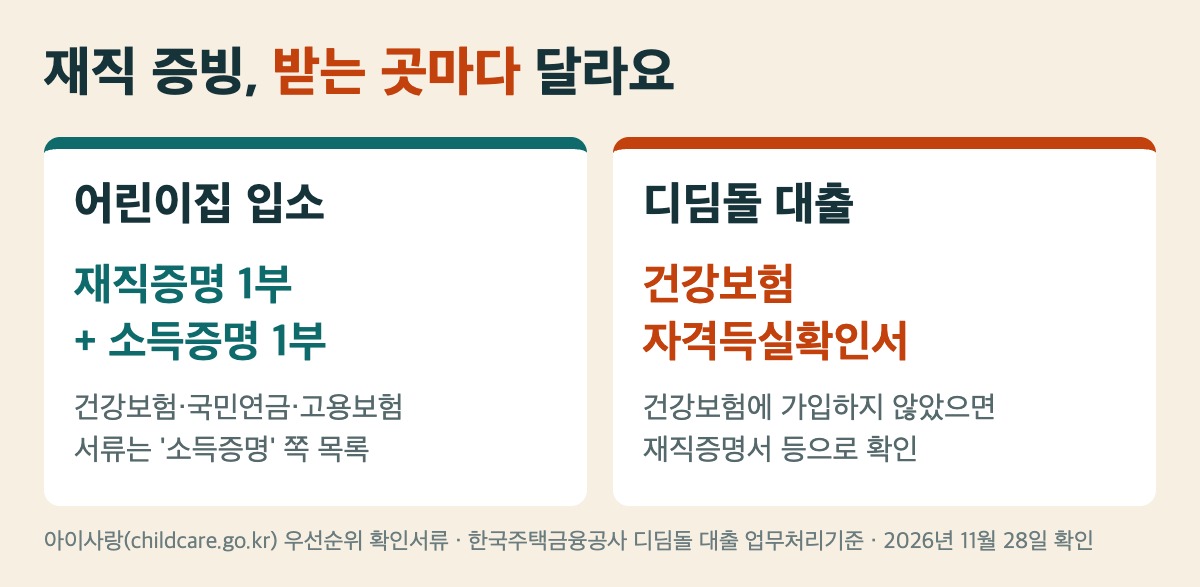 재직 증빙, 받는 곳마다 달라요
어린이집 입소
재직증명 1부
+ 소득증명 1부
건강보험·국민연금·고용보험
서류는 '소득증명' 쪽 목록
디딤돌 대출
건강보험
자격득실확인서
건강보험에 가입하지 않았으면
재직증명서 등으로 확인
아이사랑(childcare.go.kr) 우선순위 확인서류 · 한국주택금융공사 디딤돌 대출 업무처리기준 · 2026년 11월 28일 확인